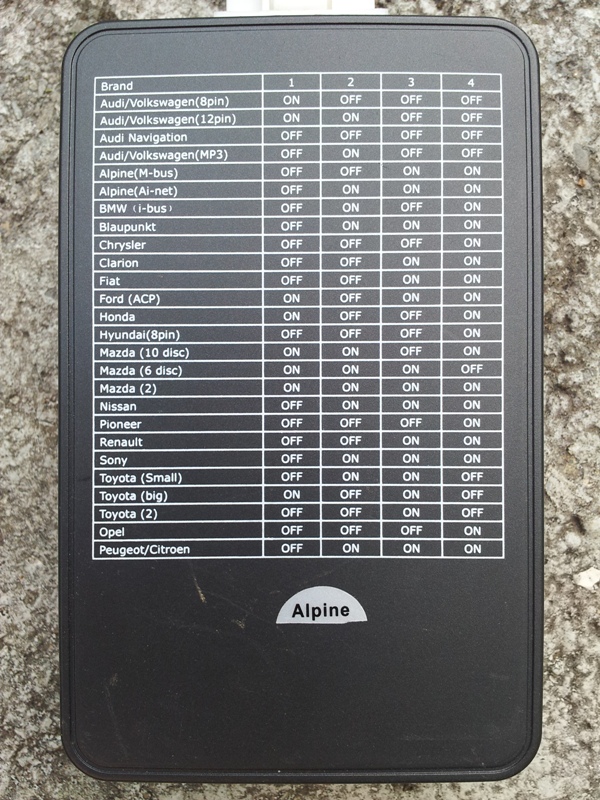 Brand 1 2 3 4
Audi/Volkswagen(8pin) ON OFF OFF OFF
Audi/Volkswagen(12pin) ON ON OFF OFF
Audi Navigation OFF OFF OFF OFF
Audi/Volkswagen(MP3) OFF ON OFF OFF
Alpine(M-bus) OFF OFF ON ON
Alpine(Ai-net) OFF OFF ON ON
BMW (i-bus) OFF ON OFF ON
Blaupunkt OFF OFF ON ON
Chrysler OFF OFF OFF ON
Clarion OFF OFF ON ON
Fiat OFF OFF ON ON
Ford (ACP) ON OFF ON ON
Honda ON OFF OFF ON
Hyundai(8pin) OFF OFF OFF ON
Mazda (10 disc) ON ON OFF ON
Mazda (6 disc) ON ON ON OFF
Mazda (2) ON ON ON ON
Nissan OFF ON ON ON
Pioneer OFF OFF OFF ON
Renault OFF OFF ON ON
Sony OFF ON ON ON
Toyota (Small) OFF ON ON OFF
Toyota (big) ON OFF ON OFF
Toyota (2) OFF OFF ON OFF
Opel OFF OFF OFF ON
Peugeot/Citroen OFF ON ON ON
Alpine